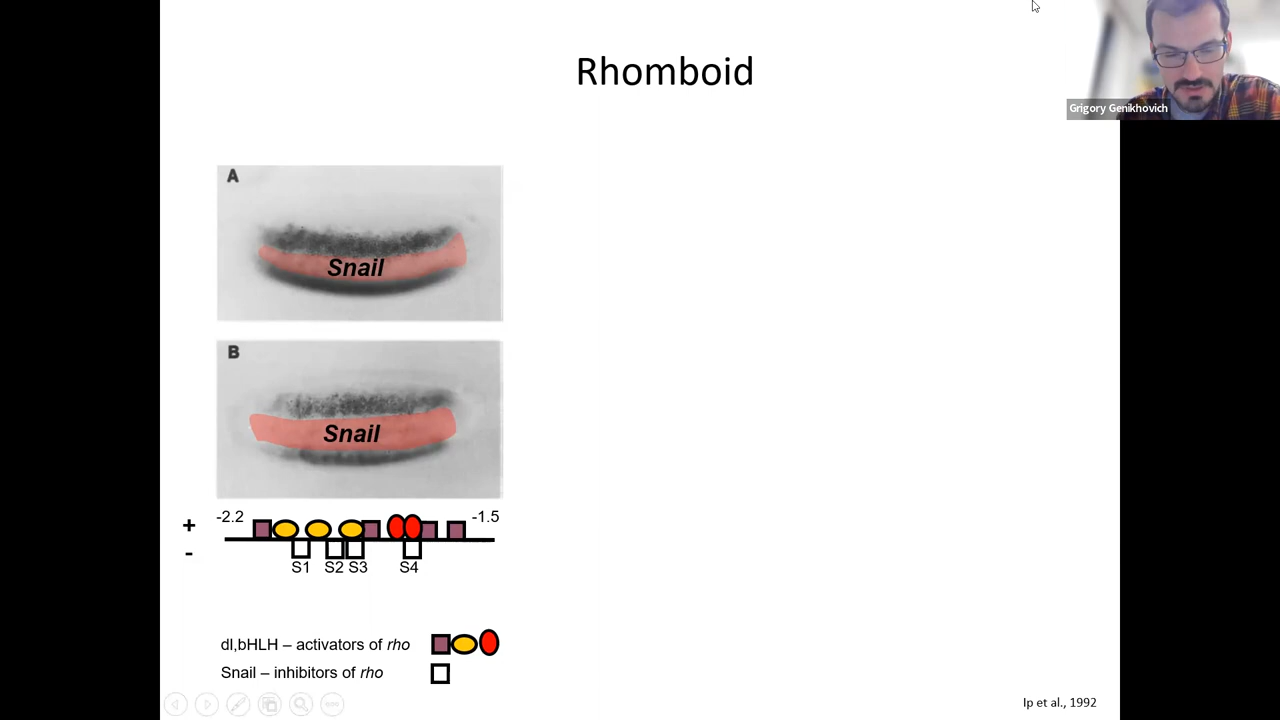 Rhomboid
Grigory Genikhovich
A
Snail
B
Snail
+
-2.2
-1.5
-
S1 S2 S3 S4
dl,bHLH – activators of rho
Snail – inhibitors of rho
Ip et al., 1992